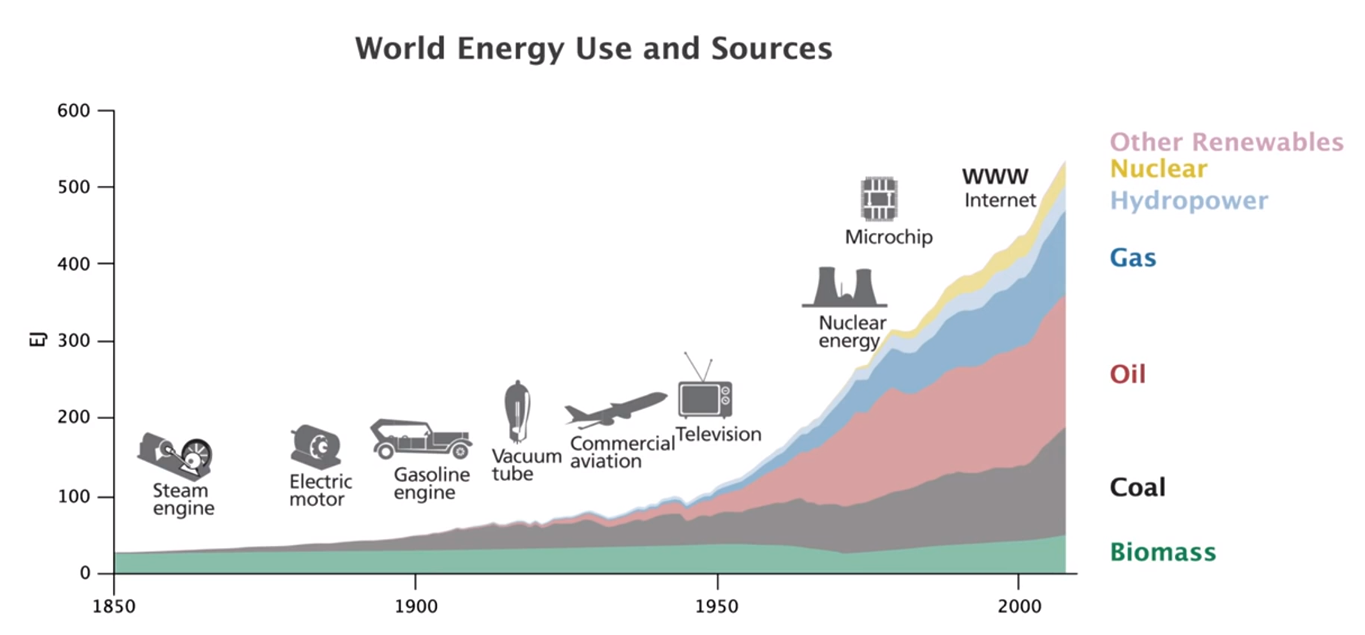 World Energy Use and Sources
600
500
400
300
200
100
0
EJ
1850
1900
1950
2000
Steam
engine
Electric
motor
Gasoline
engine
Vacuum
tube
Commercial
aviation
Television
Nuclear
energy
Microchip
WWW
Internet
Other Renewables
Nuclear
Hydropower
Gas
Oil
Coal
Biomass